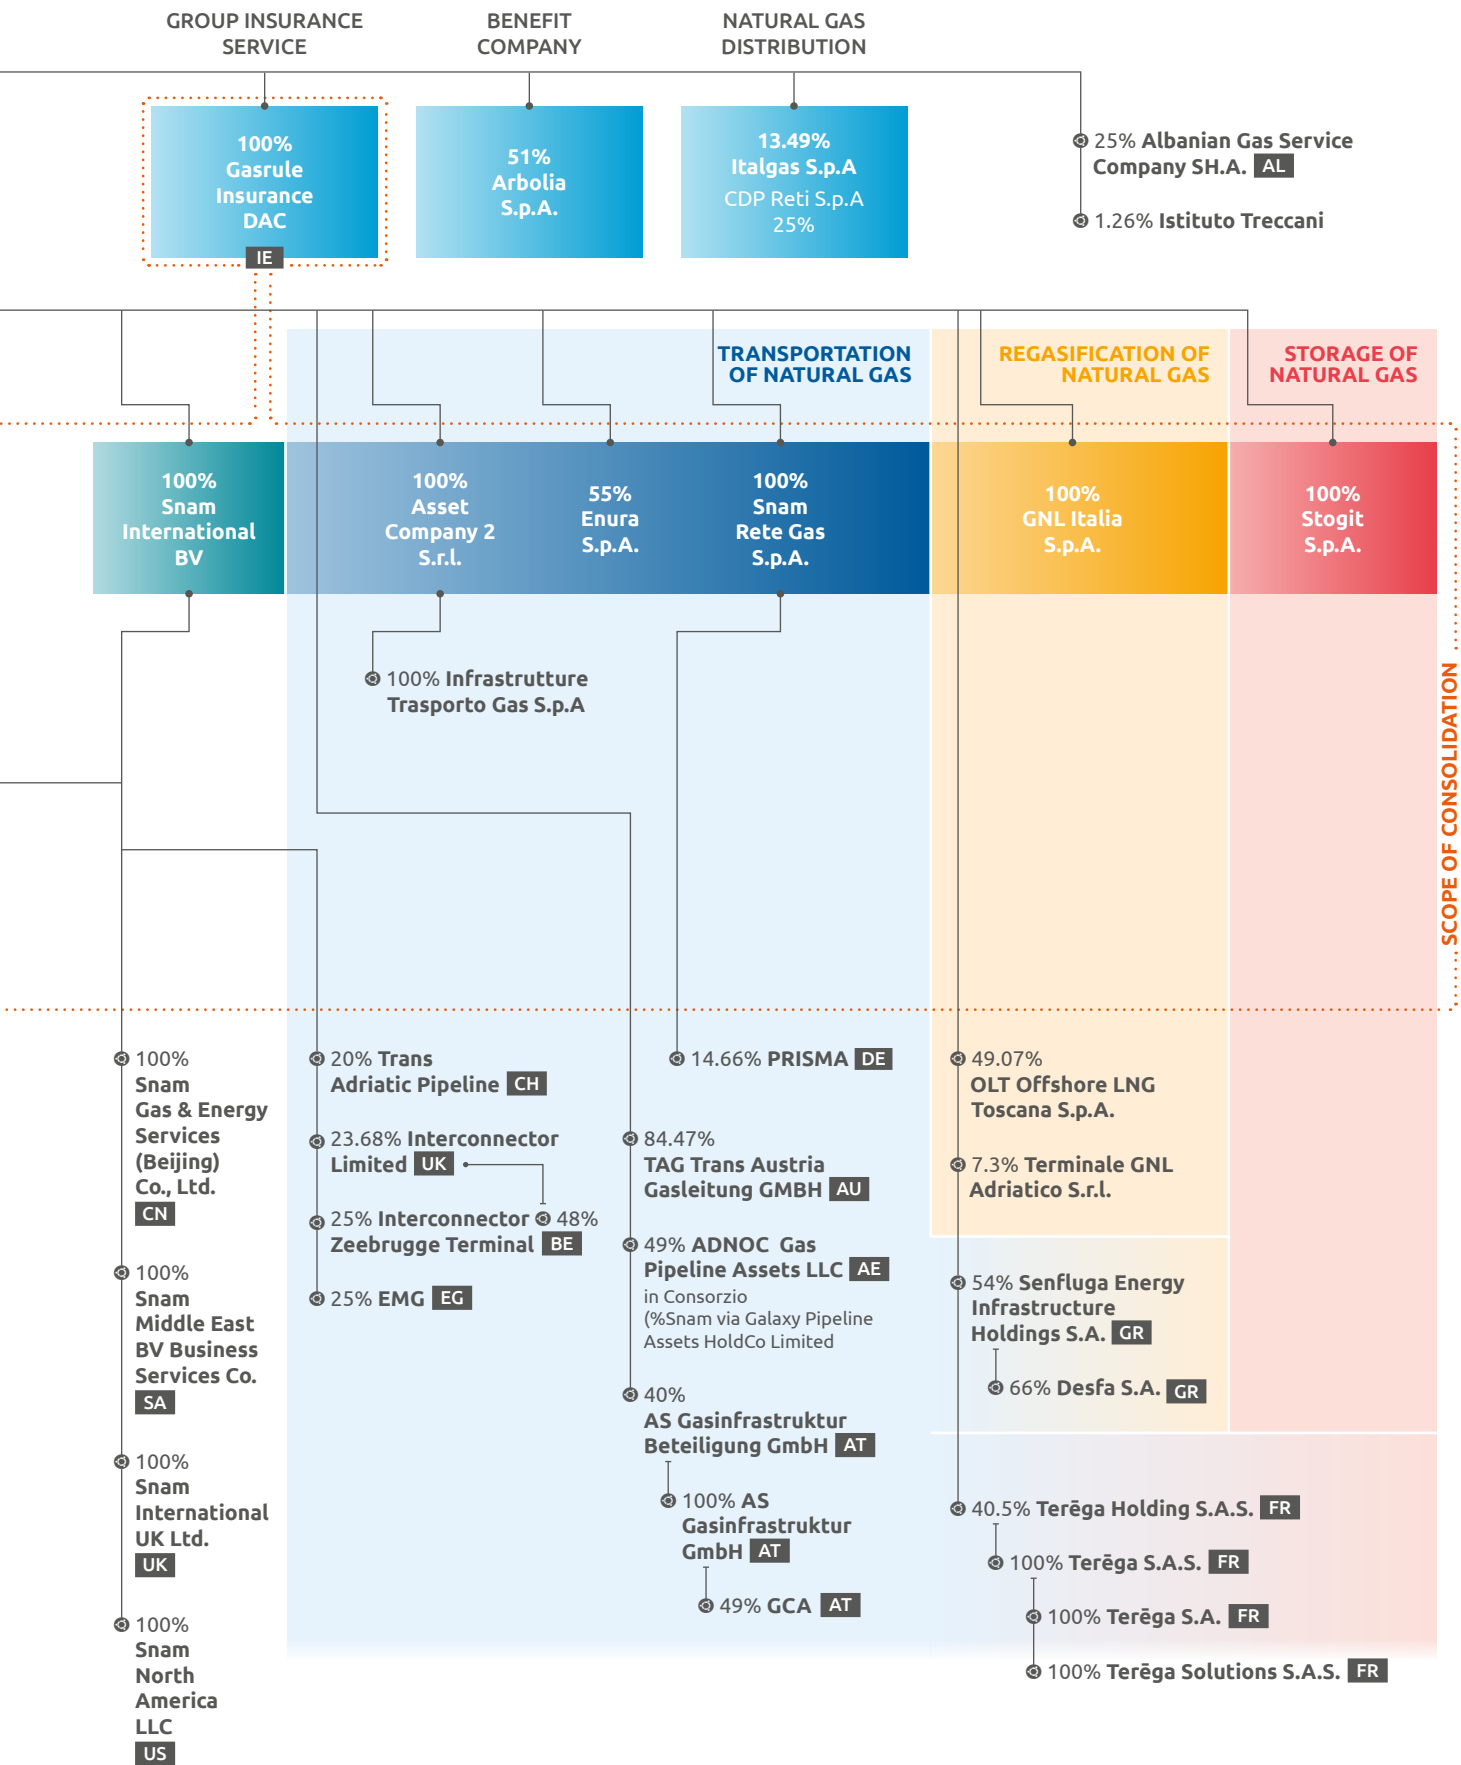 GROUP INSURANCE
SERVICE
BENEFIT
COMPANY
NATURAL GAS
DISTRIBUTION
100%
Gasrule
Insurance
DAC
IE
51%
Arbolia
S.p.A.
13.49%
Italgas S.p.A
CDP Reti S.p.A
25%
25% Albanian Gas Service
Company SH.A. AL
1.26% Istituto Treccani
TRANSPORTATION
OF NATURAL GAS
REGASIFICATION OF
NATURAL GAS
STORAGE OF
NATURAL GAS
100%
Snam
International
BV
100%
Asset
Company 2
S.r.l.
55%
Enura
S.p.A.
100%
Snam
Rete Gas
S.p.A.
100%
GNL Italia
S.p.A.
100%
Stogit
S.p.A.
100% Infrastrutture
Trasporto Gas S.p.A
SCOPE OF CONSOLIDATION
100%
Snam
Gas & Energy
Services
(Beijing)
Co., Ltd.
CN
100%
Snam
Middle East
BV Business
Services Co.
SA
100%
Snam
International
UK Ltd.
UK
100%
Snam
North
America
LLC
US
20% Trans
Adriatic Pipeline CH
23.68% Interconnector
Limited UK
25% Interconnector 48%
Zeebrugge Terminal BE
25% EMG EG
14.66% PRISMA DE
84.47%
TAG Trans Austria
Gasleitung GMBH AU
49% ADNOC Gas
Pipeline Assets LLC AE
in Consorzio
(%Snam via Galaxy Pipeline
Assets HoldCo Limited
40%
AS Gasinfrastruktur
Beteiligung GmbH AT
100% AS
Gasinfrastruktur
GmbH AT
49% GCA AT
49.07%
OLT Offshore LNG
Toscana S.p.A.
7.3% Terminale GNL
Adriatico S.r.l.
54% Senfluga Energy
Infrastructure
Holdings S.A. GR
66% Desfa S.A. GR
40.5% Terēga Holding S.A.S. FR
100% Terēga S.A.S. FR
100% Terēga S.A. FR
100% Terēga Solutions S.A.S. FR